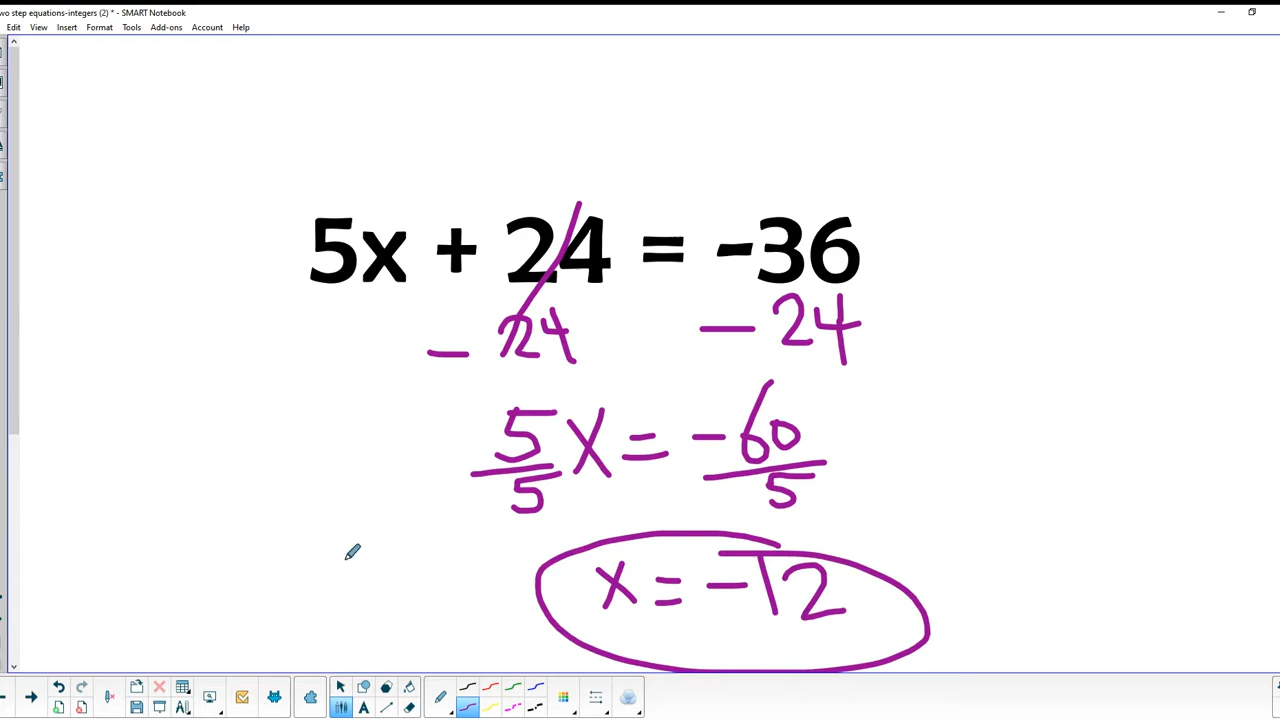 wo step equations-integers (2) * - SMART Notebook
Edit View Insert Format Tools Add-ons Account Help
5x + 24 = -36
- 24 - 24
5x = -60
5 5
x = -12